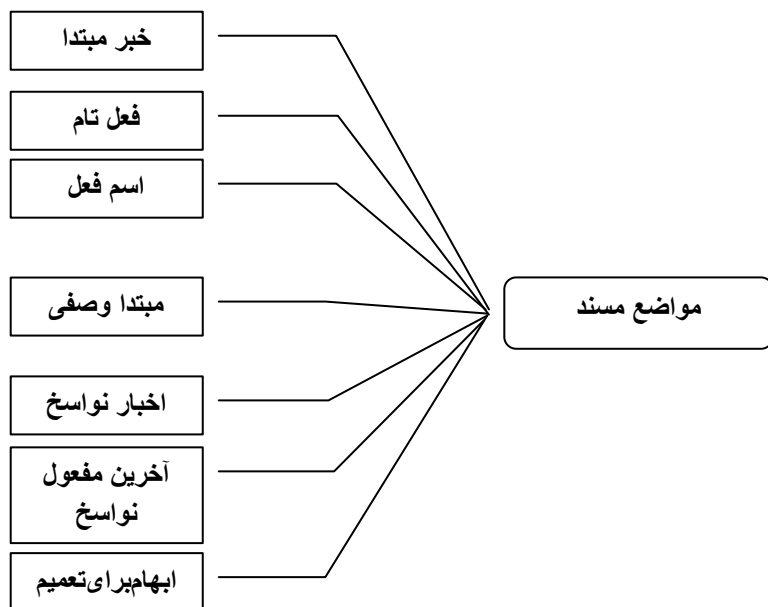 مواضع مسند
خبر مبتدا
فعل تام
اسم فعل
مبتدا وصفی
اخبار نواسخ
آخرین مفعول
نواسخ
ابهام‌برای‌تعمیم